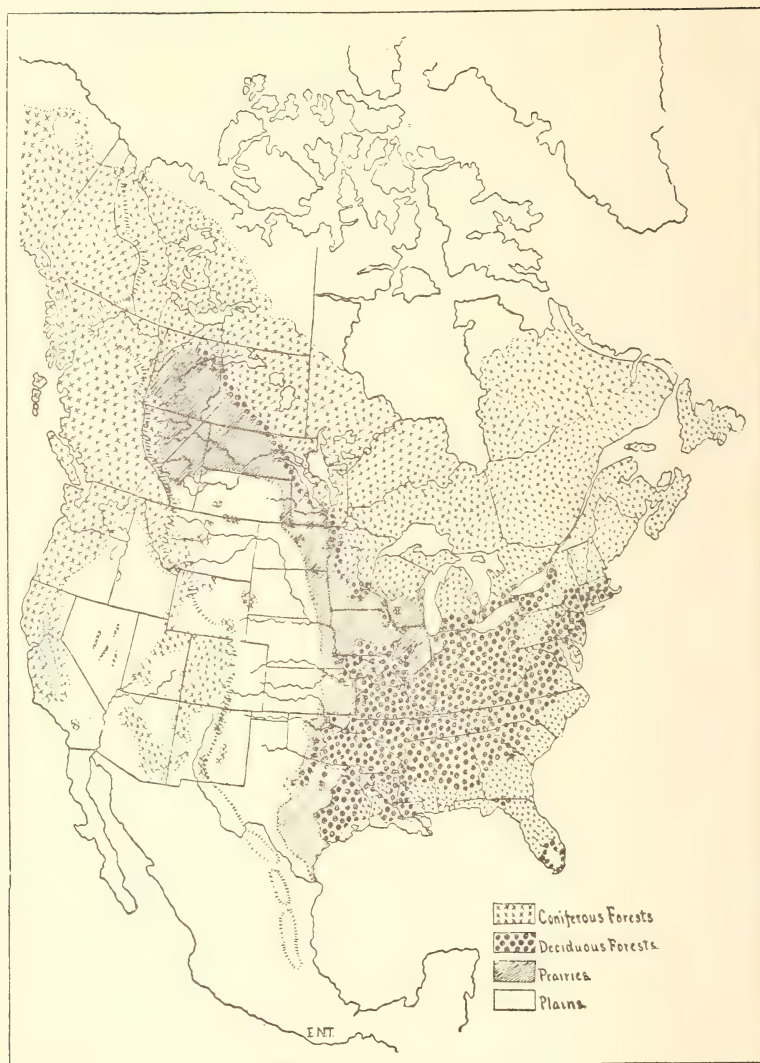 Coniferous Forests
Deciduous Forests
Prairies
Plains
E.N.T.